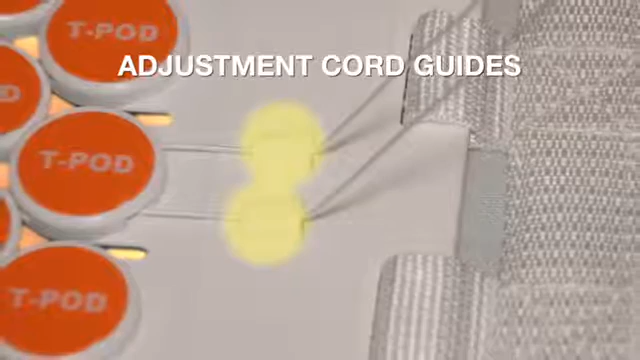 T-POD
ADJUSTMENT CORD GUIDES
D
T-POD
T-POD